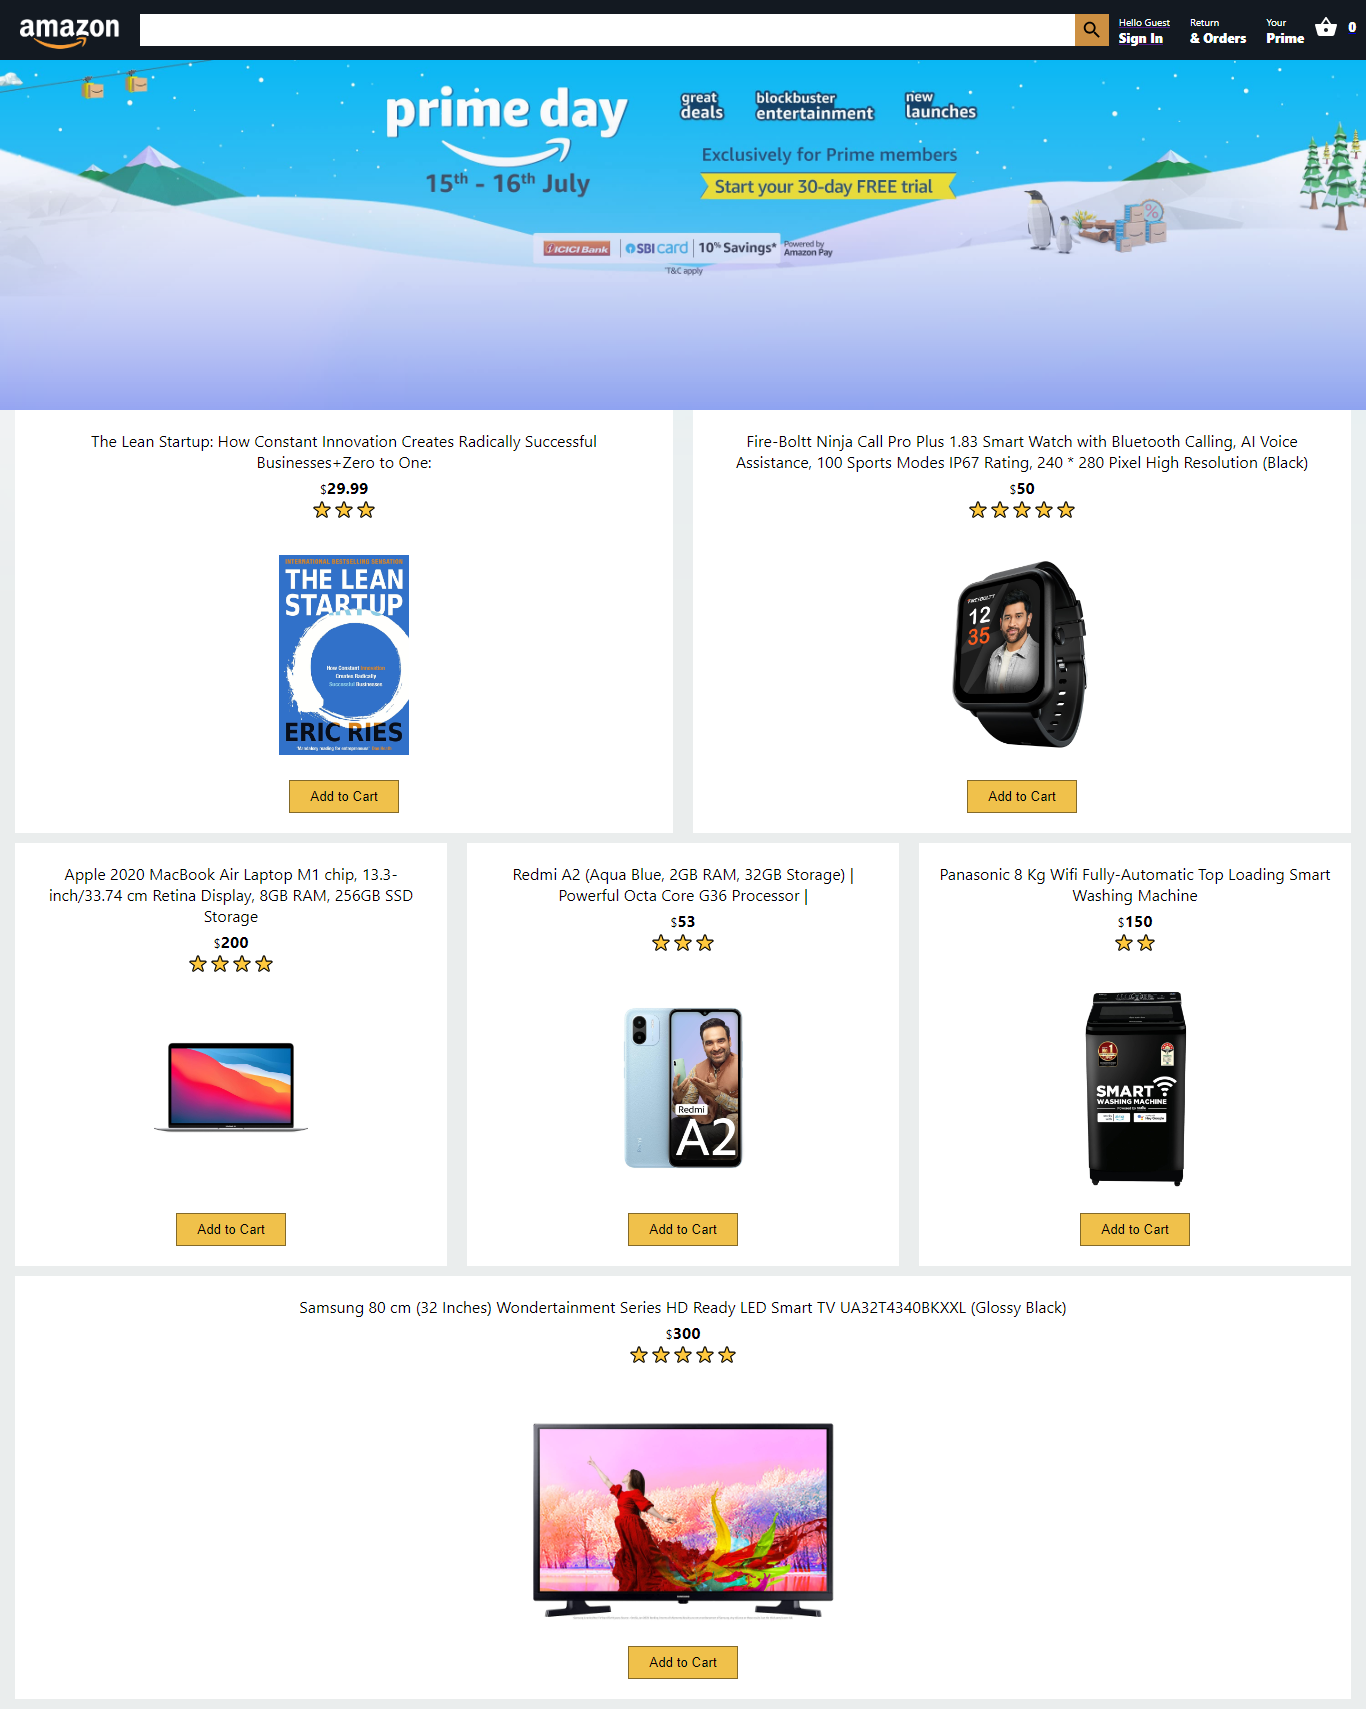 amazon
Hello Guest
Sign In
Return
& Orders
Your
Prime
0
prime day
15th - 16th July
great
deals
blockbuster
entertainment
new
launches
Exclusively for Prime members
Start your 30-day FREE trial
ICICI Bank
SBI card
10% Savings*
Powered by
Amazon Pay
*T&C apply
The Lean Startup: How Constant Innovation Creates Radically Successful
Businesses+Zero to One:
$29.99
INTERNATIONAL BESTSELLING SENSATION
THE LEAN
STARTUP
How Constant Innovation
Creates Radically
Successful Businesses
ERIC RIES
Add to Cart
Fire-Boltt Ninja Call Pro Plus 1.83 Smart Watch with Bluetooth Calling, AI Voice
Assistance, 100 Sports Modes IP67 Rating, 240 * 280 Pixel High Resolution (Black)
$50
12
35
Add to Cart
Apple 2020 MacBook Air Laptop M1 chip, 13.3-
inch/33.74 cm Retina Display, 8GB RAM, 256GB SSD
Storage
$200
Add to Cart
Redmi A2 (Aqua Blue, 2GB RAM, 32GB Storage) |
Powerful Octa Core G36 Processor |
$53
Redmi
A2
Add to Cart
Panasonic 8 Kg Wifi Fully-Automatic Top Loading Smart
Washing Machine
$150
SMART
WASHING MACHINE
Add to Cart
Samsung 80 cm (32 Inches) Wondertainment Series HD Ready LED Smart TV UA32T4340BKXXL (Glossy Black)
$300
Add to Cart